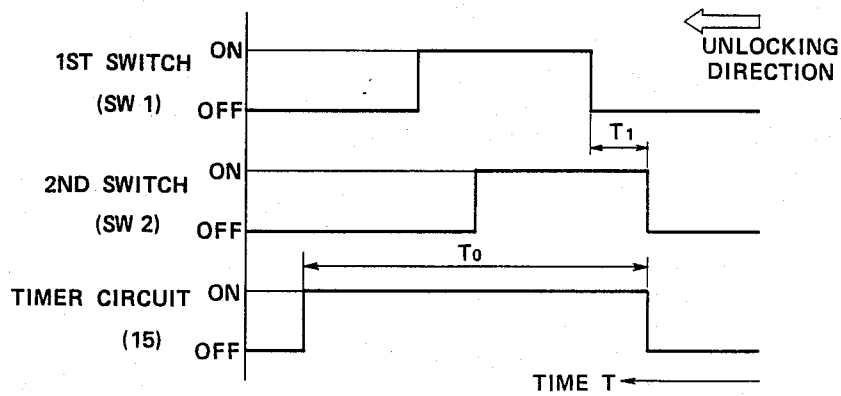 UNLOCKING
DIRECTION
1ST SWITCH
(SW 1)
ON
OFF
T1
2ND SWITCH
(SW 2)
ON
OFF
To
TIMER CIRCUIT
(15)
ON
OFF
TIME T